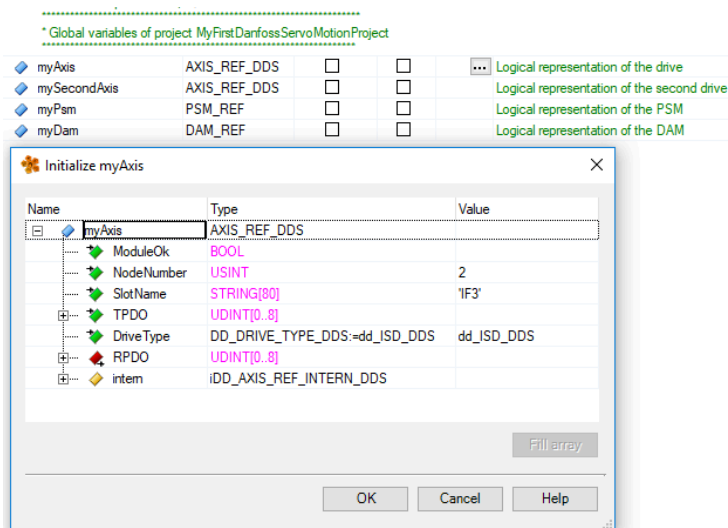 ******************************************************************************
* Global variables of project MyFirstDanfossServoMotionProject
******************************************************************************
myAxis AXIS_REF_DDS ... Logical representation of the drive
mySecondAxis AXIS_REF_DDS Logical representation of the second drive
myPsm PSM_REF Logical representation of the PSM
myDam DAM_REF Logical representation of the DAM
Initialize myAxis
Name Type Value
myAxis AXIS_REF_DDS
ModuleOk BOOL
NodeNumber USINT 2
SlotName STRING[80] 'IF3'
TPDO UDINT[0..8]
DriveType DD_DRIVE_TYPE_DDS:=dd_ISD_DDS dd_ISD_DDS
RPDO UDINT[0..8]
intern iDD_AXIS_REF_INTERN_DDS
Fill array
OK Cancel Help